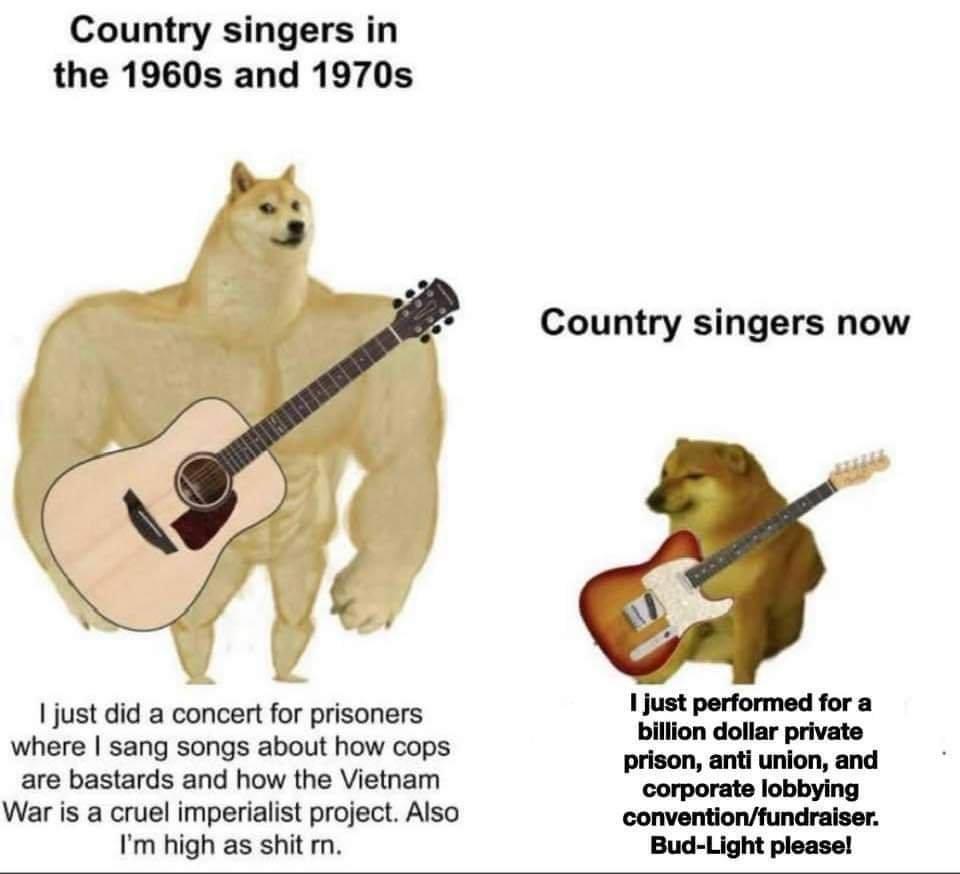 Country singers in
the 1960s and 1970s
Country singers now
I just did a concert for prisoners
where I sang songs about how cops
are bastards and how the Vietnam
War is a cruel imperialist project. Also
I'm high as shit rn.
I just performed for a
billion dollar private
prison, anti union, and
corporate lobbying
convention/fundraiser.
Bud-Light please!